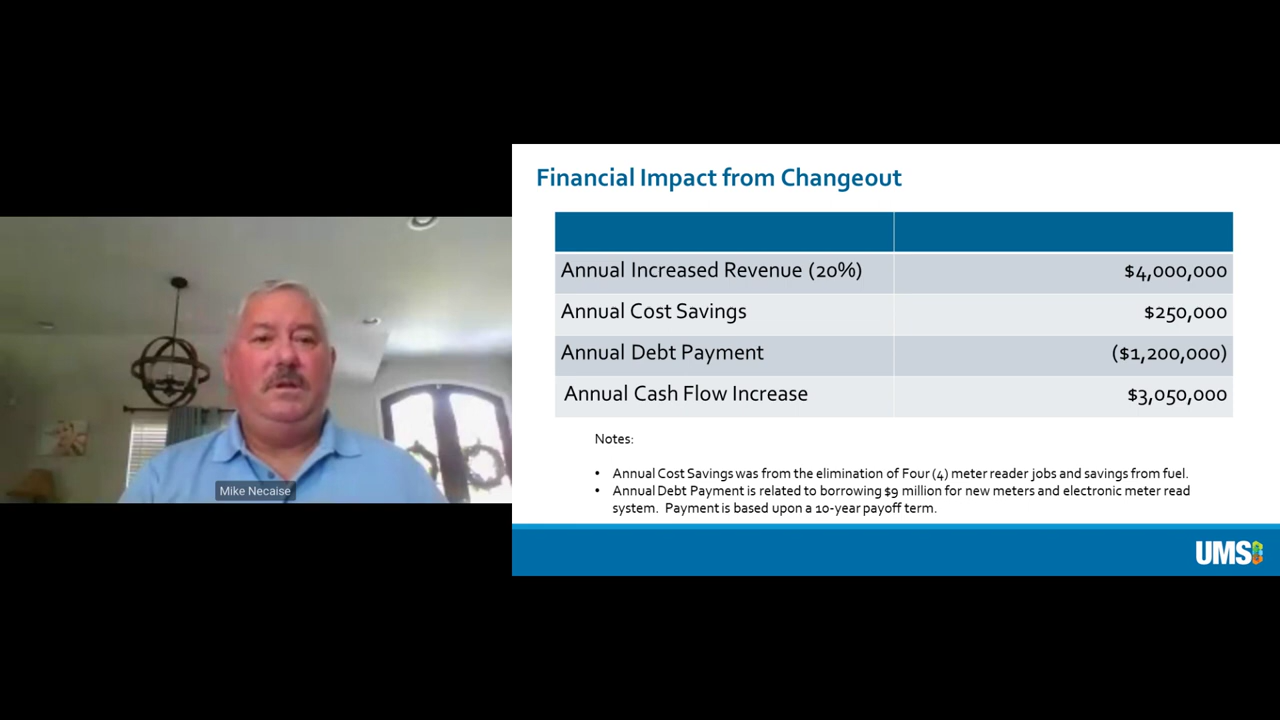 Financial Impact from Changeout
Annual Increased Revenue (20%) $4,000,000
Annual Cost Savings $250,000
Annual Debt Payment ($1,200,000)
Annual Cash Flow Increase $3,050,000
Notes:
• Annual Cost Savings was from the elimination of Four (4) meter reader jobs and savings from fuel.
• Annual Debt Payment is related to borrowing $9 million for new meters and electronic meter read
system. Payment is based upon a 10-year payoff term.
Mike Necaise
UMS